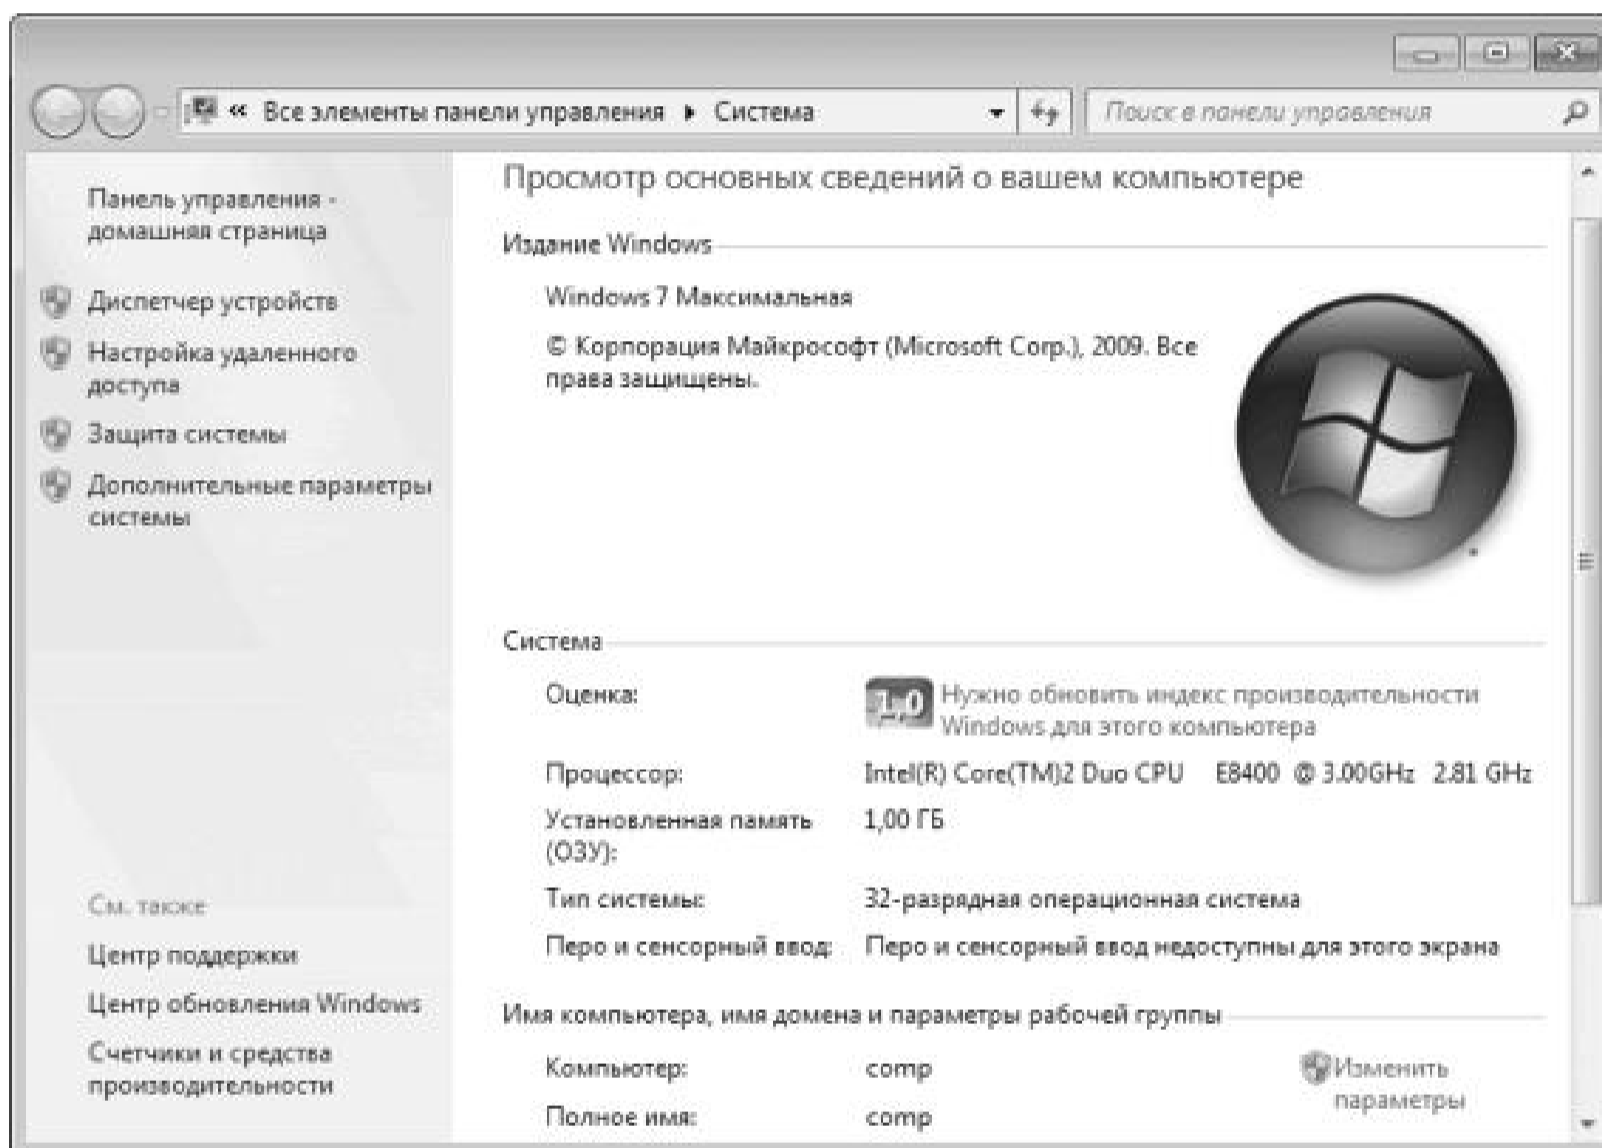 « Все элементы панели управления ▸ Система
Поиск в панели управления
Панель управления -
домашняя страница
Диспетчер устройств
Настройка удаленного
доступа
Защита системы
Дополнительные параметры
системы
См. также
Центр поддержки
Центр обновления Windows
Счетчики и средства
производительности
Просмотр основных сведений о вашем компьютере
Издание Windows
Windows 7 Максимальная
© Корпорация Майкрософт (Microsoft Corp.), 2009. Все
права защищены.
Система
Оценка:
1,0 Нужно обновить индекс производительности
Windows для этого компьютера
Процессор: Intel(R) Core(TM)2 Duo CPU E8400 @ 3.00GHz 2.81 GHz
Установленная память 1,00 ГБ
(ОЗУ):
Тип системы: 32-разрядная операционная система
Перо и сенсорный ввод: Перо и сенсорный ввод недоступны для этого экрана
Имя компьютера, имя домена и параметры рабочей группы
Компьютер: comp
Изменить
параметры
Полное имя: comp